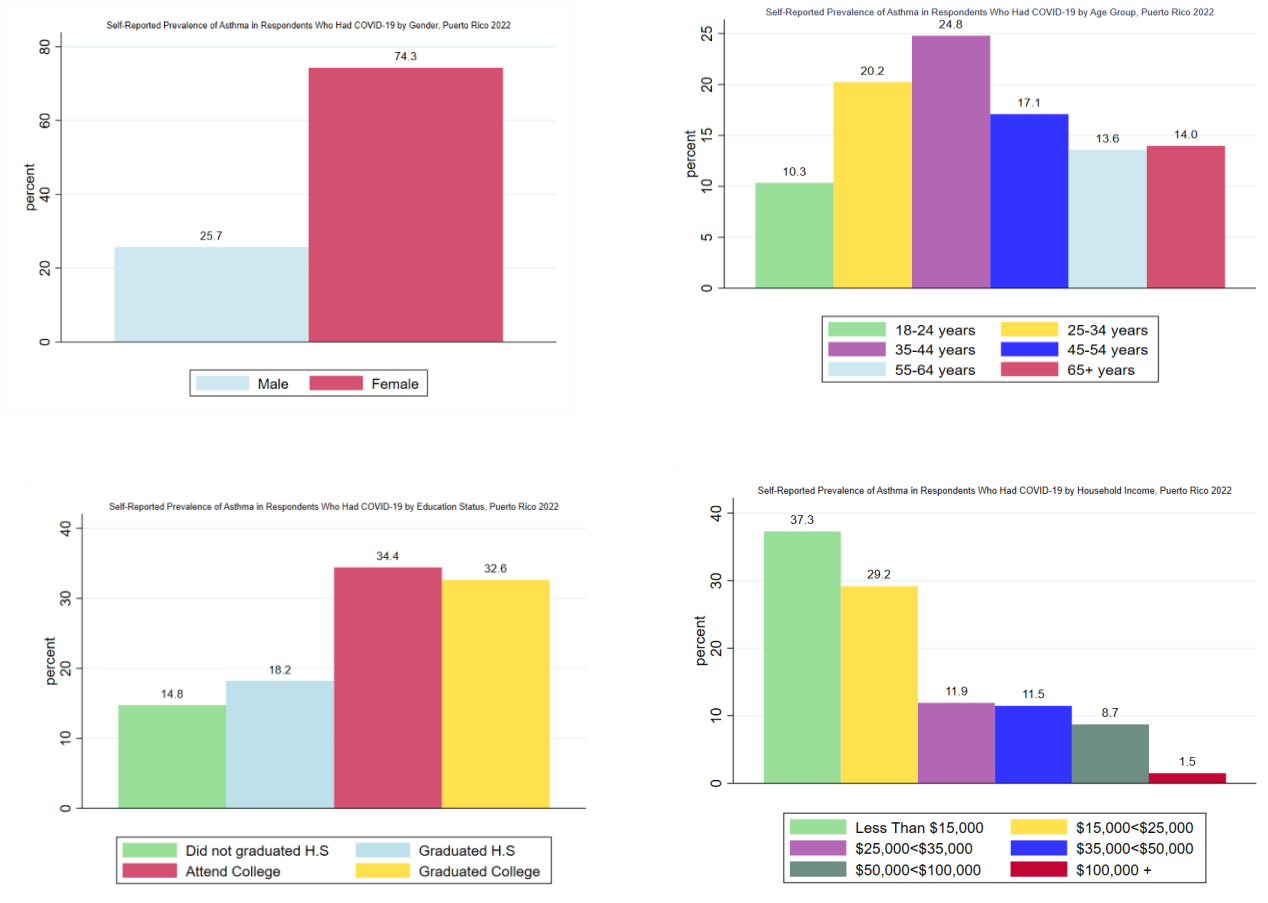 Self-Reported Prevalence of Asthma in Respondents Who Had COVID-19 by Gender, Puerto Rico 2022
80
60
40
20
0
percent
25.7
74.3
Male Female
Self-Reported Prevalence of Asthma in Respondents Who Had COVID-19 by Age Group, Puerto Rico 2022
25
20
15
10
5
0
percent
10.3
20.2
24.8
17.1
13.6
14.0
18-24 years 25-34 years
35-44 years 45-54 years
55-64 years 65+ years
Self-Reported Prevalence of Asthma in Respondents Who Had COVID-19 by Education Status, Puerto Rico 2022
40
30
20
10
0
percent
14.8
18.2
34.4
32.6
Did not graduated H.S Graduated H.S
Attend College Graduated College
Self-Reported Prevalence of Asthma in Respondents Who Had COVID-19 by Household Income, Puerto Rico 2022
40
30
20
10
0
percent
37.3
29.2
11.9
11.5
8.7
1.5
Less Than $15,000 $15,000<$25,000
$25,000<$35,000 $35,000<$50,000
$50,000<$100,000 $100,000 +